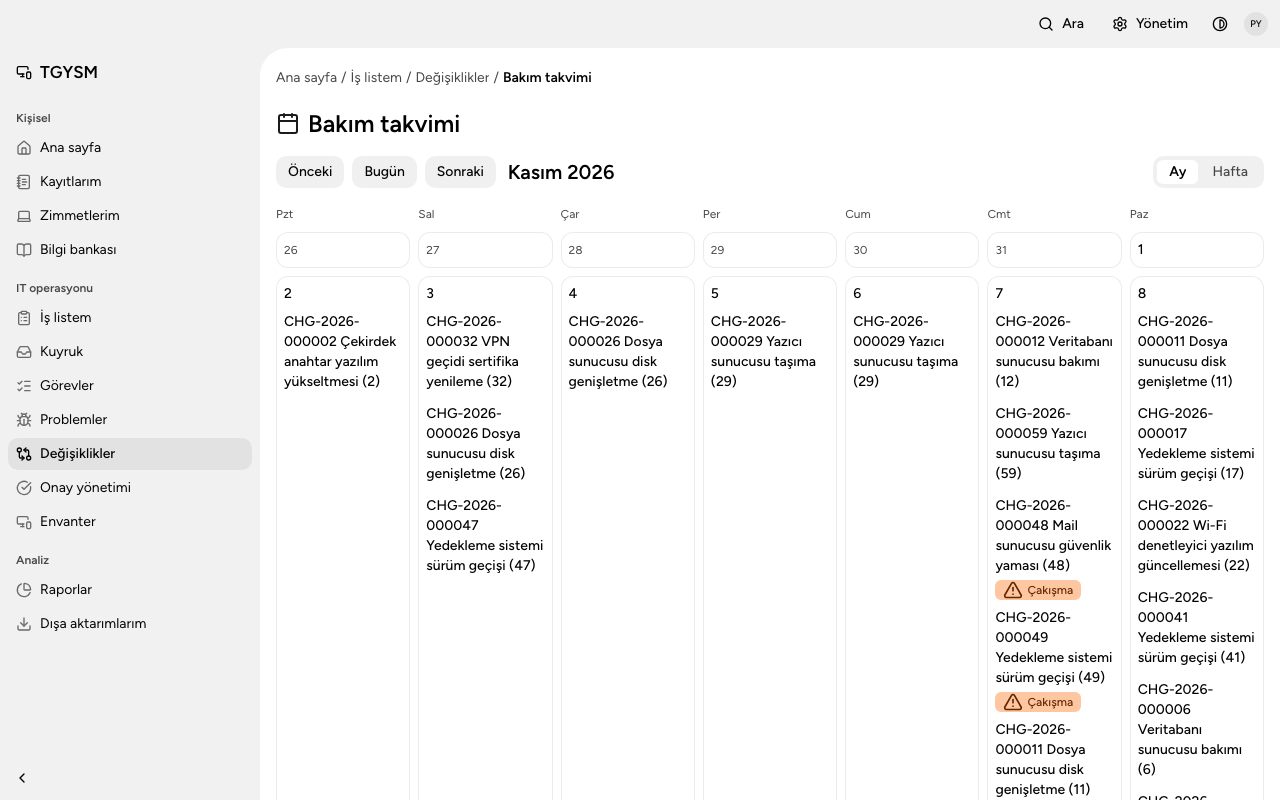 Ara
Yönetim
PY
TGYSM
Kişisel
Ana sayfa
Kayıtlarım
Zimmetlerim
Bilgi bankası
IT operasyonu
İş listem
Kuyruk
Görevler
Problemler
Değişiklikler
Onay yönetimi
Envanter
Analiz
Raporlar
Dışa aktarımlarım
Ana sayfa / İş listem / Değişiklikler / Bakım takvimi
Bakım takvimi
Önceki
Bugün
Sonraki
Kasım 2026
Ay
Hafta
Pzt
Sal
Çar
Per
Cum
Cmt
Paz
26
27
28
29
30
31
1
2
CHG-2026-
000002 Çekirdek
anahtar yazılım
yükseltmesi (2)
3
CHG-2026-
000032 VPN
geçidi sertifika
yenileme (32)
CHG-2026-
000026 Dosya
sunucusu disk
genişletme (26)
CHG-2026-
000047
Yedekleme sistemi
sürüm geçişi (47)
4
CHG-2026-
000026 Dosya
sunucusu disk
genişletme (26)
5
CHG-2026-
000029 Yazıcı
sunucusu taşıma
(29)
6
CHG-2026-
000029 Yazıcı
sunucusu taşıma
(29)
7
CHG-2026-
000012 Veritabanı
sunucusu bakımı
(12)
CHG-2026-
000059 Yazıcı
sunucusu taşıma
(59)
CHG-2026-
000048 Mail
sunucusu güvenlik
yaması (48)
Çakışma
CHG-2026-
000049
Yedekleme sistemi
sürüm geçişi (49)
Çakışma
CHG-2026-
000011 Dosya
sunucusu disk
genişletme (11)
8
CHG-2026-
000011 Dosya
sunucusu disk
genişletme (11)
CHG-2026-
000017
Yedekleme sistemi
sürüm geçişi (17)
CHG-2026-
000022 Wi-Fi
denetleyici yazılım
güncellemesi (22)
CHG-2026-
000041
Yedekleme sistemi
sürüm geçişi (41)
CHG-2026-
000006
Veritabanı
sunucusu bakımı
(6)
CHG-2026-